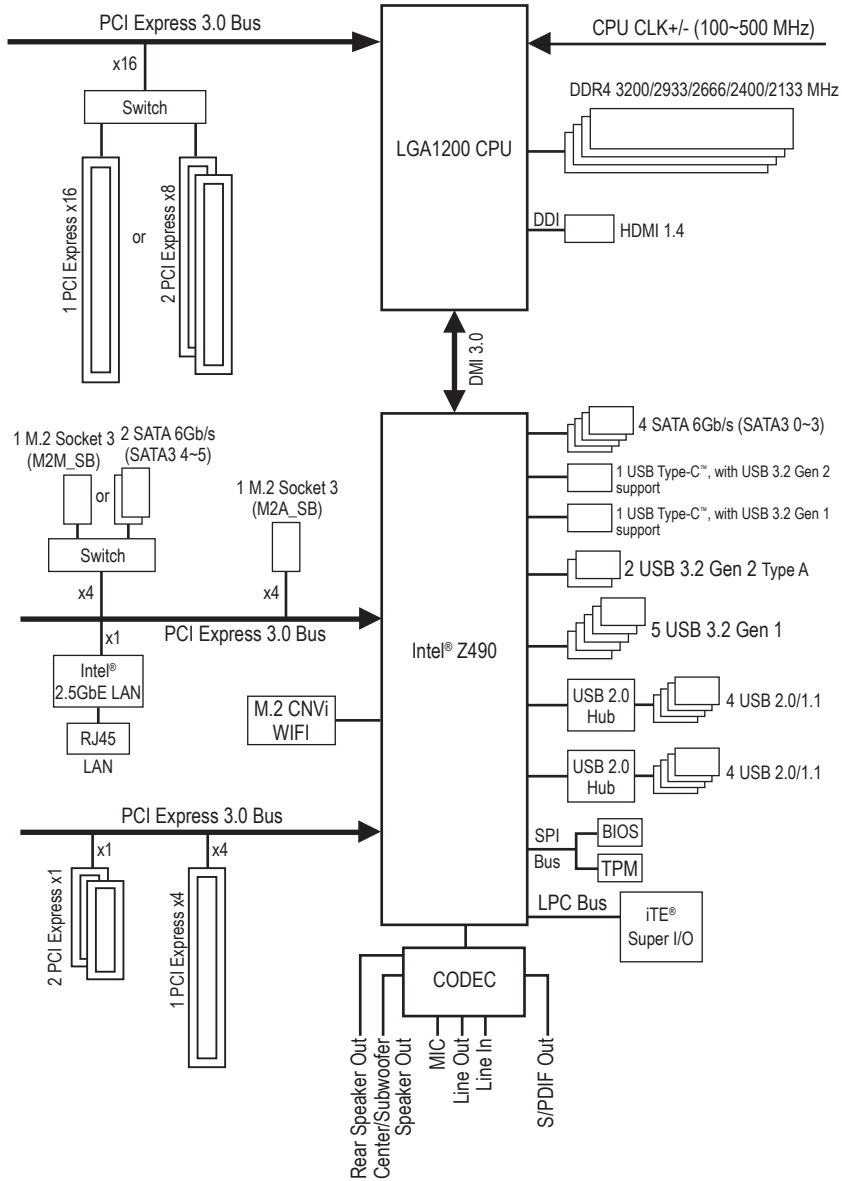 PCI Express 3.0 Bus
CPU CLK+/- (100~500 MHz)
x16
DDR4 3200/2933/2666/2400/2133 MHz
Switch
LGA1200 CPU
1 PCI Express x16
or
2 PCI Express x8
DDI
HDMI 1.4
DMI 3.0
1 M.2 Socket 3
(M2M_SB)
or
2 SATA 6Gb/s
(SATA3 4~5)
1 M.2 Socket 3
(M2A_SB)
Switch
x4
x4
PCI Express 3.0 Bus
x1
Intel®
2.5GbE LAN
RJ45
LAN
M.2 CNVi
WIFI
Intel® Z490
4 SATA 6Gb/s (SATA3 0~3)
1 USB Type-C™, with USB 3.2 Gen 2
support
1 USB Type-C™, with USB 3.2 Gen 1
support
2 USB 3.2 Gen 2 Type A
5 USB 3.2 Gen 1
USB 2.0
Hub
4 USB 2.0/1.1
USB 2.0
Hub
4 USB 2.0/1.1
PCI Express 3.0 Bus
x1
x4
2 PCI Express x1
1 PCI Express x4
SPI
Bus
BIOS
TPM
LPC Bus
iTE®
Super I/O
CODEC
Rear Speaker Out
Center/Subwoofer
Speaker Out
MIC
Line Out
Line In
S/PDIF Out